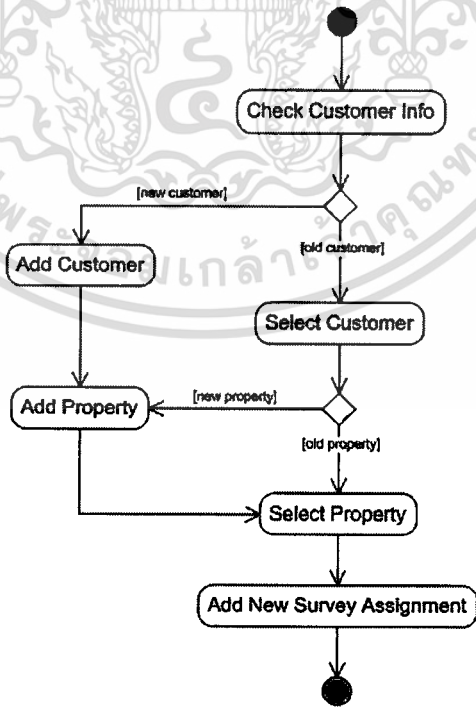 Check Customer Info
[new customer]
[old customer]
Add Customer
Select Customer
[new property]
Add Property
[old property]
Select Property
Add New Survey Assignment